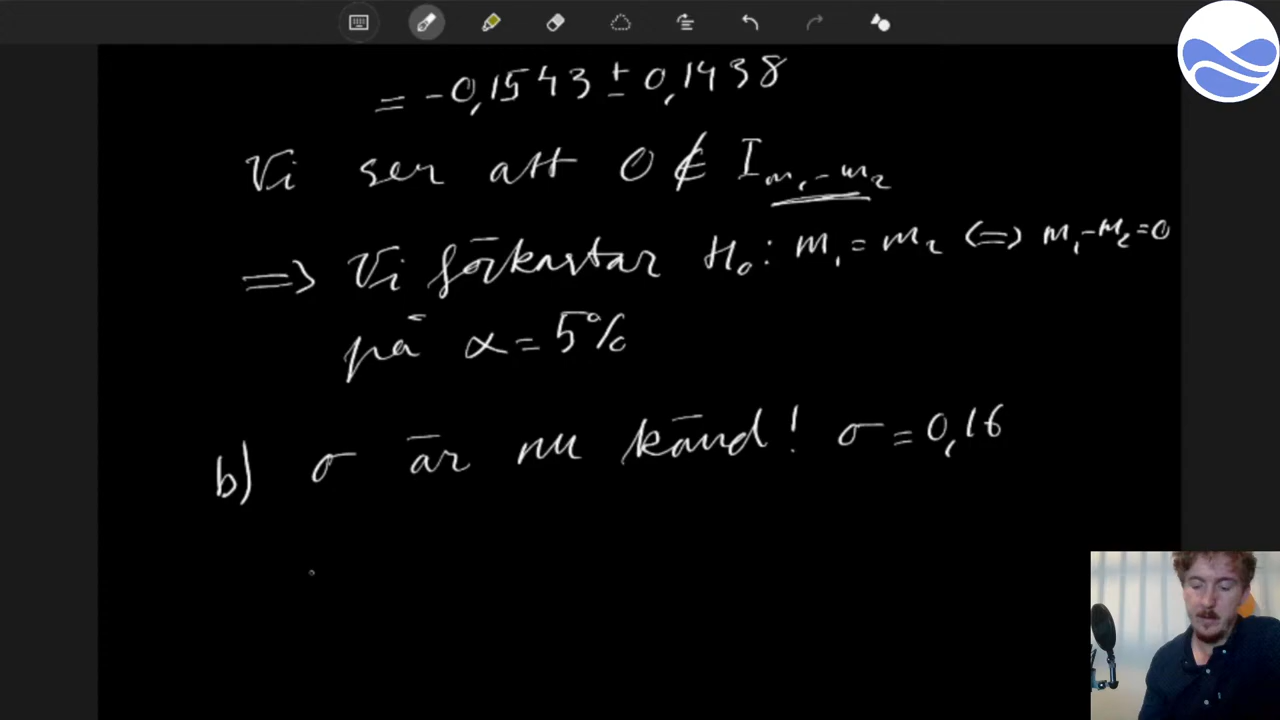 = -0,1543 ± 0,1438
Vi ser att 0 ∉ I_{m₁-m₂}
=> Vi förkastar H₀: m₁ = m₂ <=> m₁-m₂=0
på α = 5%
b) σ är nu känd! σ = 0,16